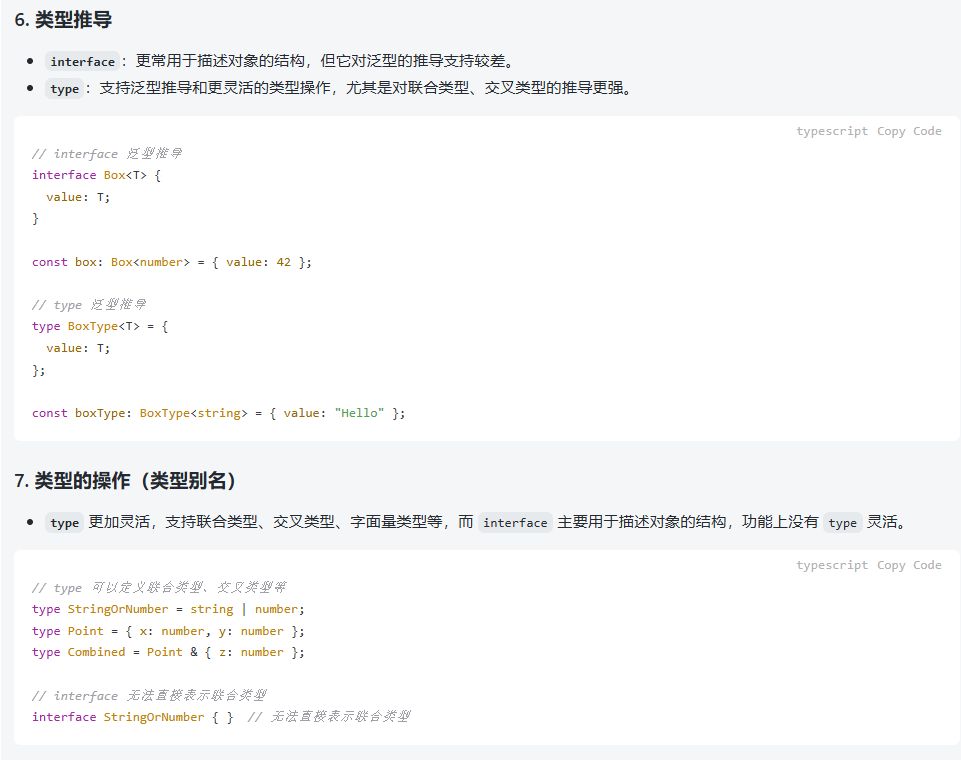 6. 类型推导
interface： 更常用于描述对象的结构，但它对泛型的推导支持较差。
type： 支持泛型推导和更灵活的类型操作，尤其是对联合类型、交叉类型的推导更强。
typescript Copy Code
// interface 泛型推导
interface Box<T> {
  value: T;
}
const box: Box<number> = { value: 42 };
// type 泛型推导
type BoxType<T> = {
  value: T;
};
const boxType: BoxType<string> = { value: "Hello" };
7. 类型的操作（类型别名）
type 更加灵活，支持联合类型、交叉类型、字面量类型等，而 interface 主要用于描述对象的结构，功能上没有 type 灵活。
typescript Copy Code
// type 可以定义联合类型、交叉类型等
type StringOrNumber = string | number;
type Point = { x: number, y: number };
type Combined = Point & { z: number };
// interface 无法直接表示联合类型
interface StringOrNumber { }  // 无法直接表示联合类型